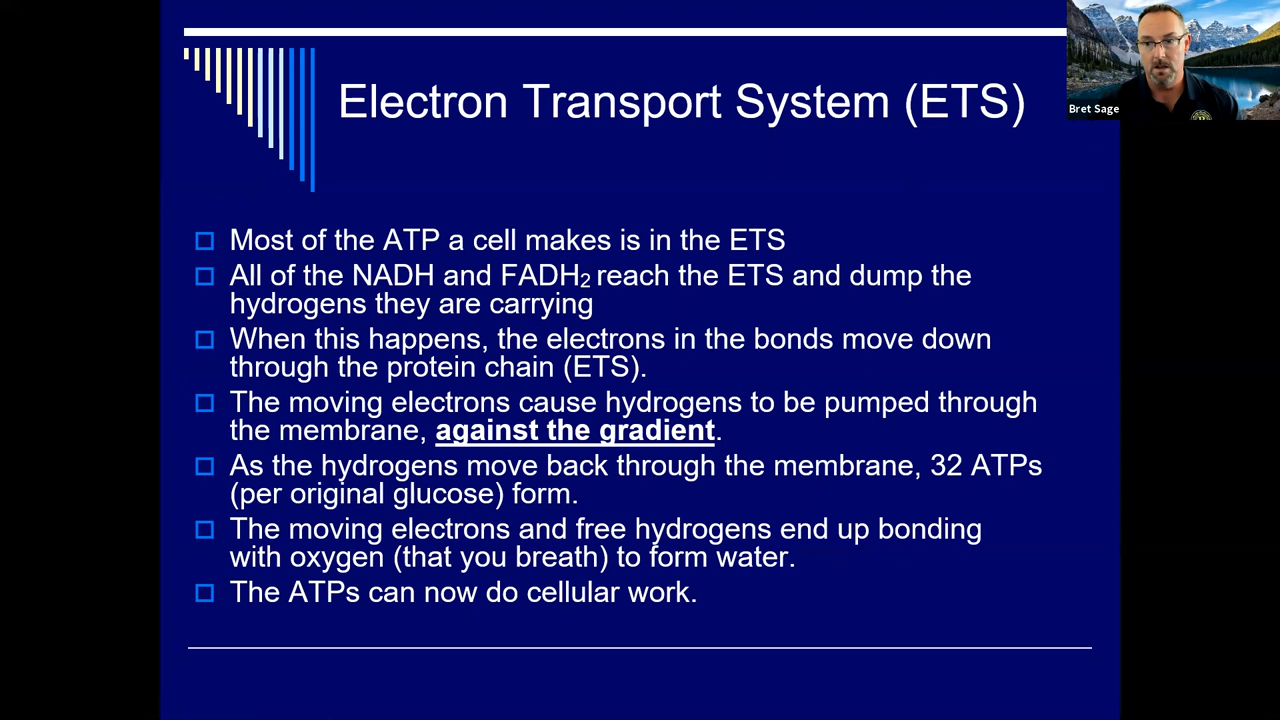 Electron Transport System (ETS)
Bret Sage
Most of the ATP a cell makes is in the ETS
All of the NADH and FADH₂ reach the ETS and dump the
hydrogens they are carrying
When this happens, the electrons in the bonds move down
through the protein chain (ETS).
The moving electrons cause hydrogens to be pumped through
the membrane, against the gradient.
As the hydrogens move back through the membrane, 32 ATPs
(per original glucose) form.
The moving electrons and free hydrogens end up bonding
with oxygen (that you breath) to form water.
The ATPs can now do cellular work.